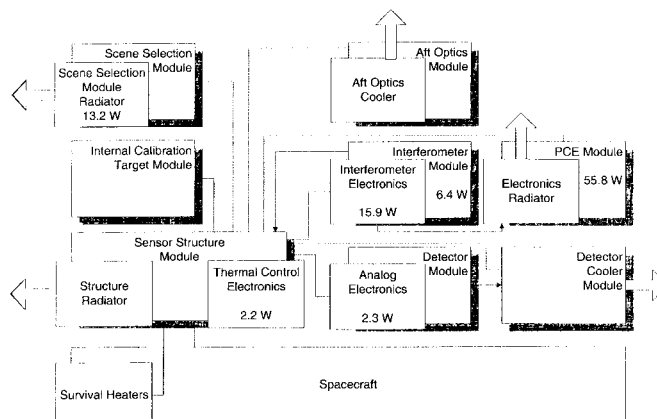 Scene Selection
Module
Scene Selection
Module
Radiator
13.2 W
Aft Optics
Module
Aft Optics
Cooler
Internal Calibration
Target Module
Interferometer
Module
6.4 W
Interferometer
Electronics
15.9 W
PCE Module
55.8 W
Electronics
Radiator
Sensor Structure
Module
Structure
Radiator
Thermal Control
Electronics
2.2 W
Detector
Module
Analog
Electronics
2.3 W
Detector
Cooler
Module
Survival Heaters
Spacecraft